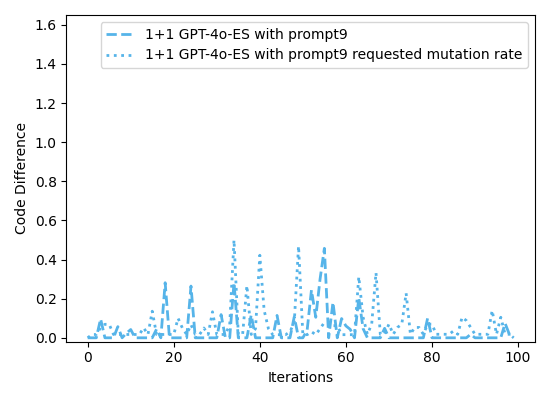 1+1 GPT-4o-ES with prompt9
1+1 GPT-4o-ES with prompt9 requested mutation rate
1.6
1.4
1.2
1.0
0.8
0.6
0.4
0.2
0.0
Code Difference
0 20 40 60 80 100
Iterations